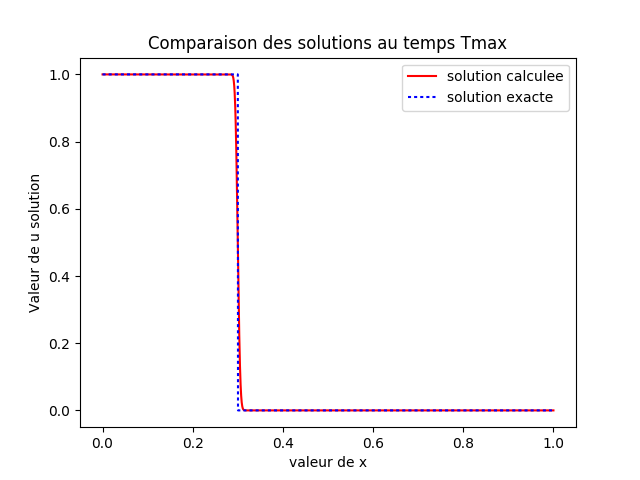 Comparaison des solutions au temps Tmax
solution calculee
solution exacte
Valeur de u solution
1.0
0.8
0.6
0.4
0.2
0.0
0.0 0.2 0.4 0.6 0.8 1.0
valeur de x